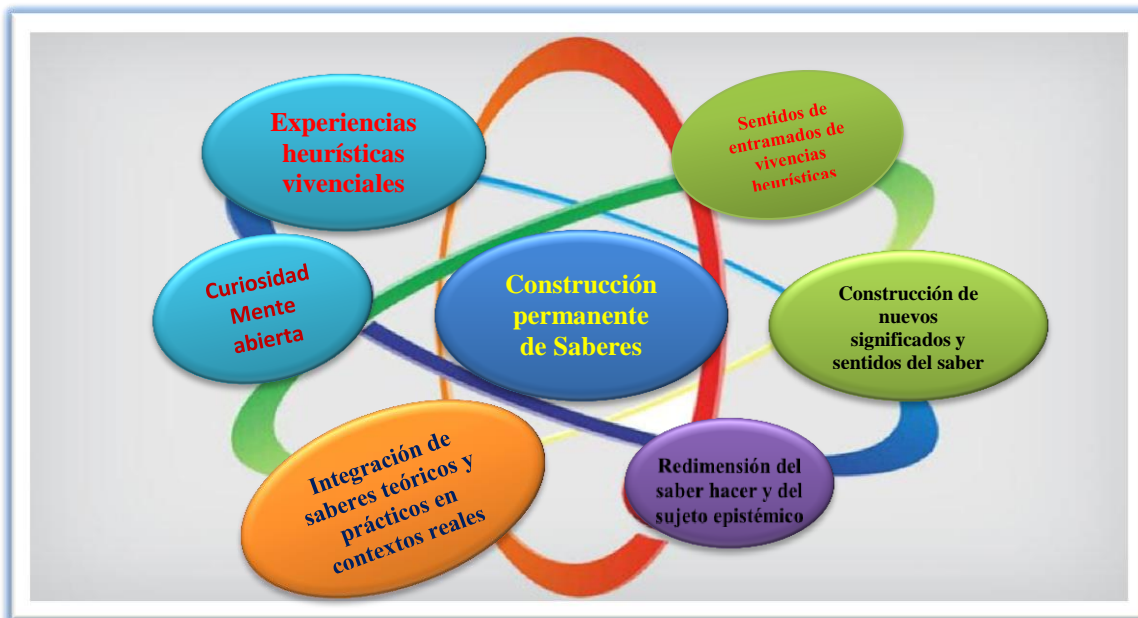 Experiencias
heurísticas
vivenciales
Sentidos de
entramados de
vivencias
heurísticas
Curiosidad
Mente
abierta
Construcción
permanente
de Saberes
Construcción de
nuevos
significados y
sentidos del saber
Integración de
saberes teóricos y
prácticos en
contextos reales
Redimensión del
saber hacer y del
sujeto epistémico